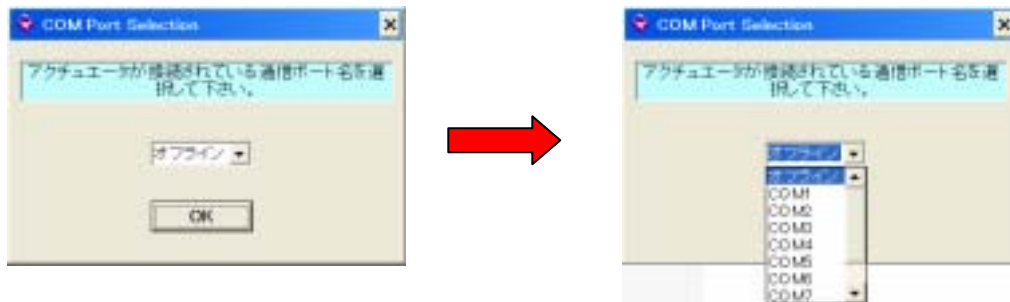 COM Port Selection
アクチュエータが接続されている通信ポート名を選
択して下さい。
オフライン
OK
COM Port Selection
アクチュエータが接続されている通信ポート名を選
択して下さい。
オフライン
オフライン
COM1
COM2
COM3
COM4
COM5
COM6
COM7